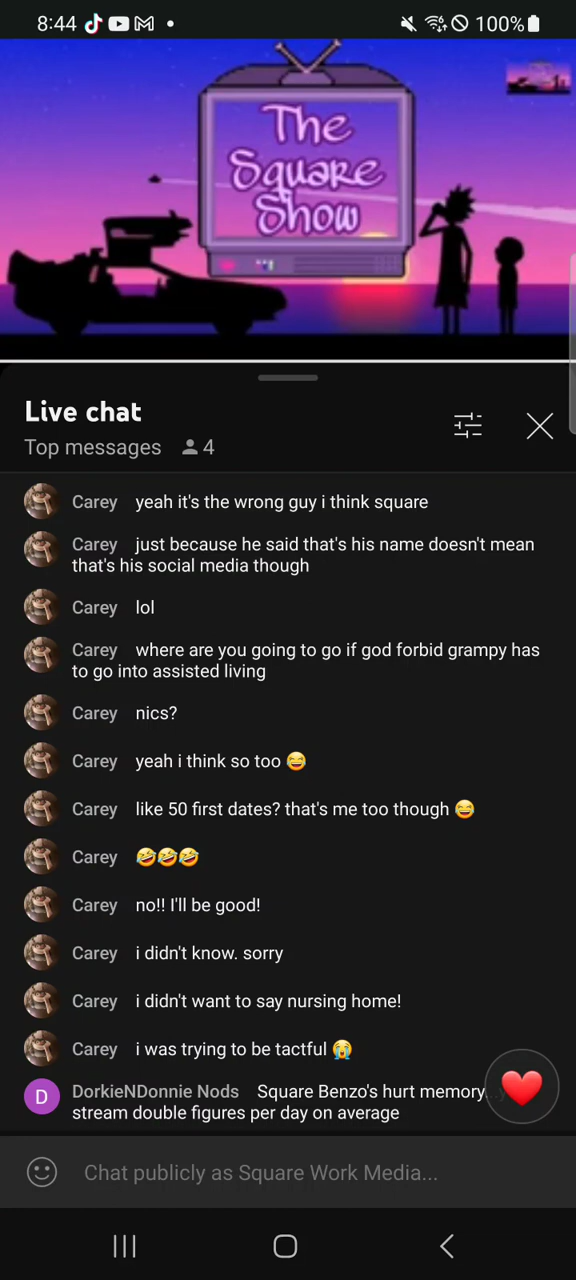 8:44
100%
The
Square
Show
Live chat
Top messages 4
Carey yeah it's the wrong guy i think square
Carey just because he said that's his name doesn't mean
that's his social media though
Carey lol
Carey where are you going to go if god forbid grampy has
to go into assisted living
Carey nics?
Carey yeah i think so too 😂
Carey like 50 first dates? that's me too though 😂
Carey 🤣🤣🤣
Carey no!! I'll be good!
Carey i didn't know. sorry
Carey i didn't want to say nursing home!
Carey i was trying to be tactful 😭
D DorkieNDonnie Nods Square Benzo's hurt memory...
stream double figures per day on average
Chat publicly as Square Work Media...